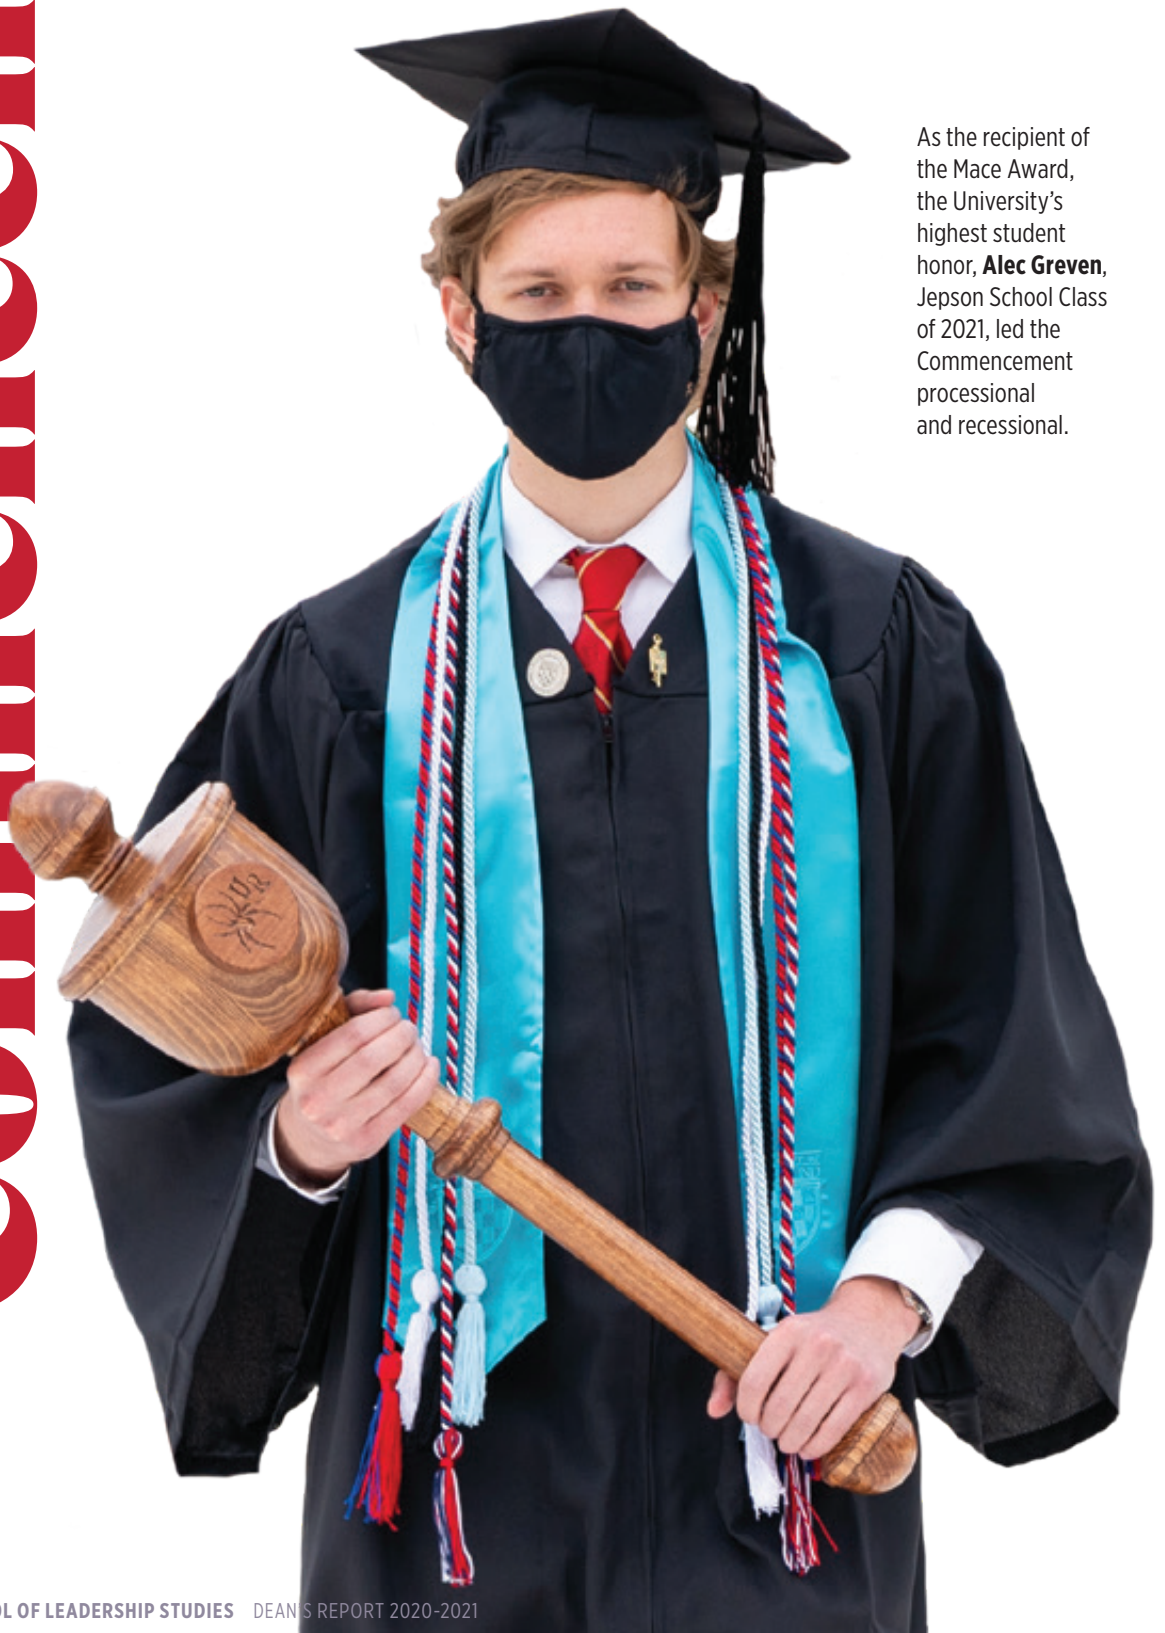 As the recipient of
the Mace Award,
the University’s
highest student
honor, Alec Greven,
Jepson School Class
of 2021, led the
Commencement
processional
and recessional.
UR
OF LEADERSHIP STUDIES DEAN'S REPORT 2020-2021